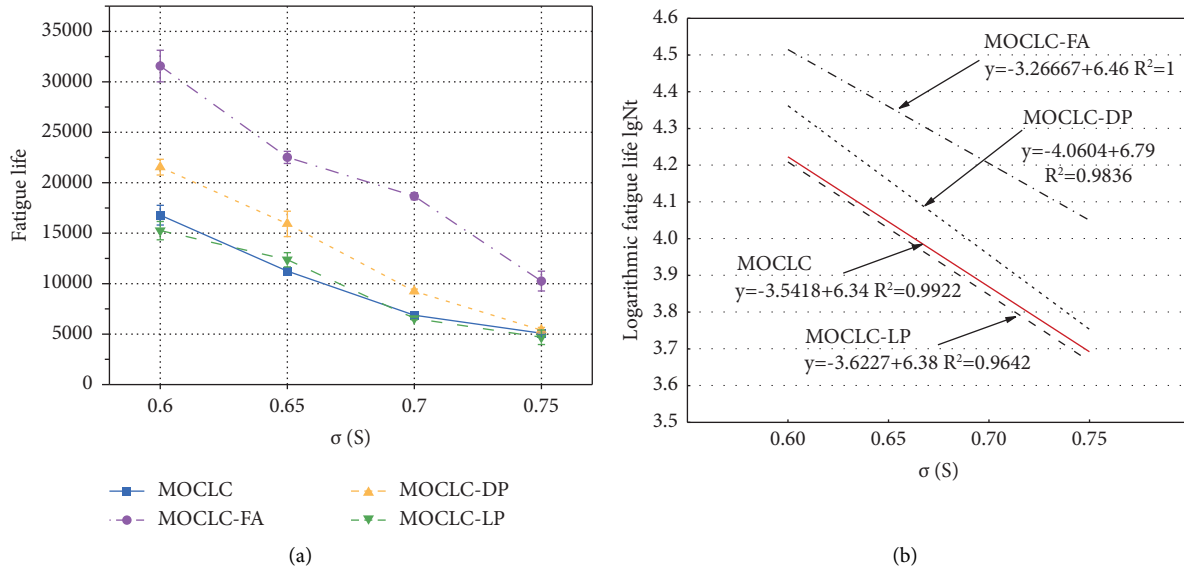 35000
30000
25000
20000
15000
10000
5000
0
Fatigue life
0.6
0.65
0.7
0.75
σ (S)
MOCLC
MOCLC-FA
MOCLC-DP
MOCLC-LP
(a)
4.6
4.5
4.4
4.3
4.2
4.1
4.0
3.9
3.8
3.7
3.6
3.5
Logarithmic fatigue life lgNt
MOCLC-FA
y=-3.26667+6.46 R²=1
MOCLC-DP
y=-4.0604+6.79
R²=0.9836
MOCLC
y=-3.5418+6.34 R²=0.9922
MOCLC-LP
y=-3.6227+6.38 R²=0.9642
0.60
0.65
0.70
0.75
σ (S)
(b)